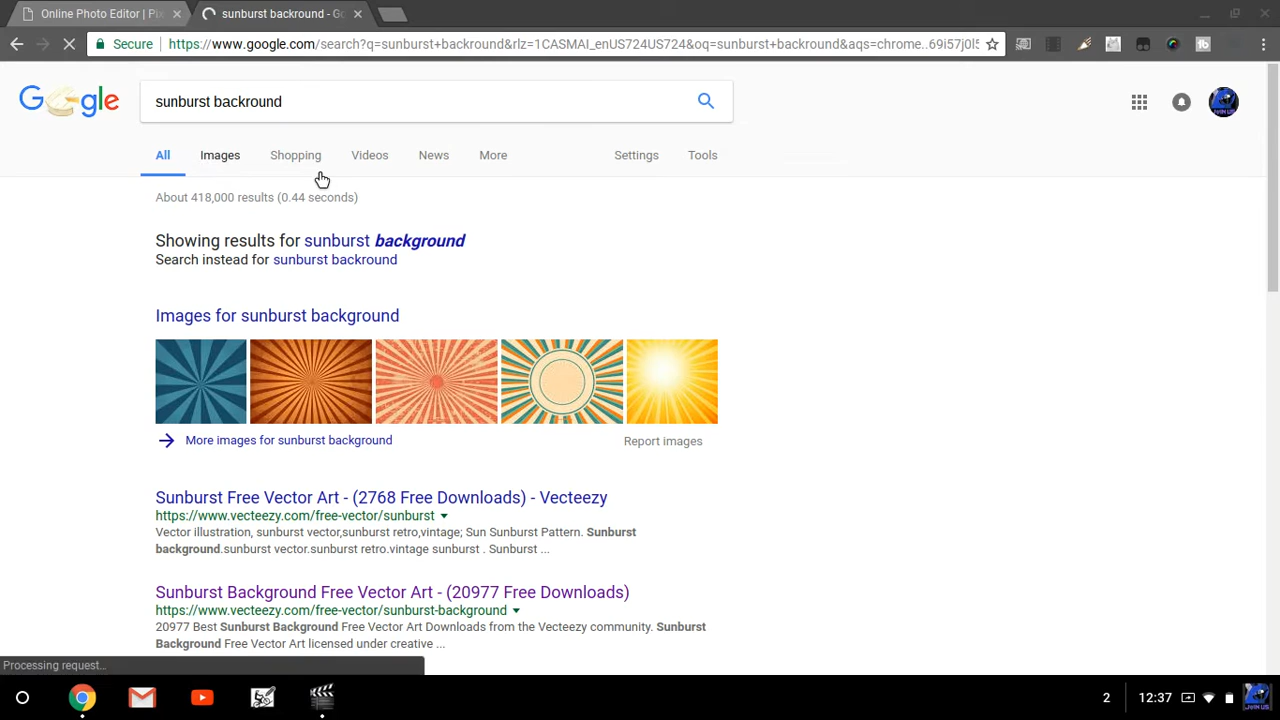 Online Photo Editor | Pix
sunburst backround - Go
Secure
https://www.google.com/search?q=sunburst+backround&rlz=1CASMAI_enUS724US724&oq=sunburst+backround&aqs=chrome..69i57j0l5
Google
sunburst backround
All Images Shopping Videos News More Settings Tools
About 418,000 results (0.44 seconds)
Showing results for sunburst background
Search instead for sunburst backround
Images for sunburst background
More images for sunburst background
Report images
Sunburst Free Vector Art - (2768 Free Downloads) - Vecteezy
https://www.vecteezy.com/free-vector/sunburst
Vector illustration, sunburst vector,sunburst retro,vintage; Sun Sunburst Pattern. Sunburst
background.sunburst vector.sunburst retro.vintage sunburst . Sunburst ...
Sunburst Background Free Vector Art - (20977 Free Downloads)
https://www.vecteezy.com/free-vector/sunburst-background
20977 Best Sunburst Background Free Vector Art Downloads from the Vecteezy community. Sunburst
Background Free Vector Art licensed under creative ...
Processing request...
2
12:37
JOIN US